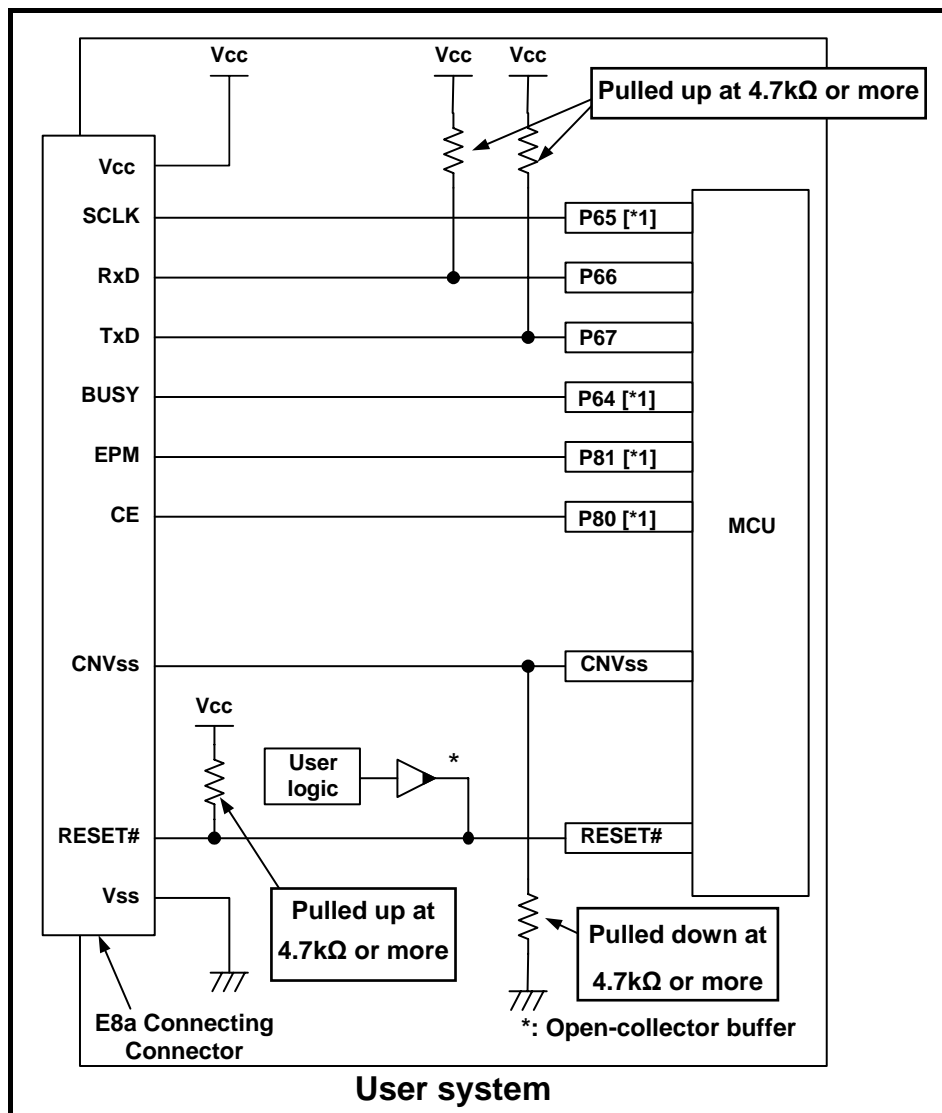 Vcc
Vcc
Vcc
Pulled up at 4.7kΩ or more
Vcc
SCLK
P65 [*1]
RxD
P66
TxD
P67
BUSY
P64 [*1]
EPM
P81 [*1]
CE
P80 [*1]
MCU
CNVss
CNVss
Vcc
User
logic
*
RESET#
RESET#
Vss
Pulled up at
4.7kΩ or more
Pulled down at
4.7kΩ or more
E8a Connecting
Connector
*: Open-collector buffer
User system